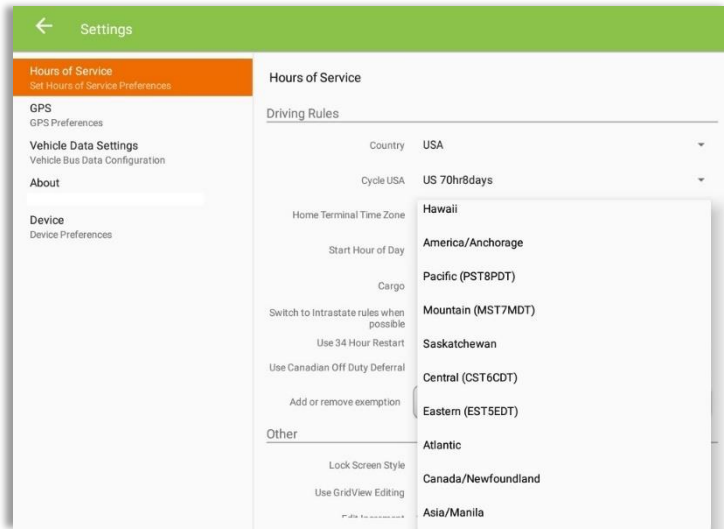 Settings
Hours of Service
Set Hours of Service Preferences
GPS
GPS Preferences
Vehicle Data Settings
Vehicle Bus Data Configuration
About
Device
Device Preferences
Hours of Service
Driving Rules
Country USA
Cycle USA US 70hr8days
Home Terminal Time Zone
Start Hour of Day
Cargo
Switch to Intrastate rules when
possible
Use 34 Hour Restart
Use Canadian Off Duty Deferral
Add or remove exemption
Other
Lock Screen Style
Use GridView Editing
Hawaii
America/Anchorage
Pacific (PST8PDT)
Mountain (MST7MDT)
Saskatchewan
Central (CST6CDT)
Eastern (EST5EDT)
Atlantic
Canada/Newfoundland
Asia/Manila